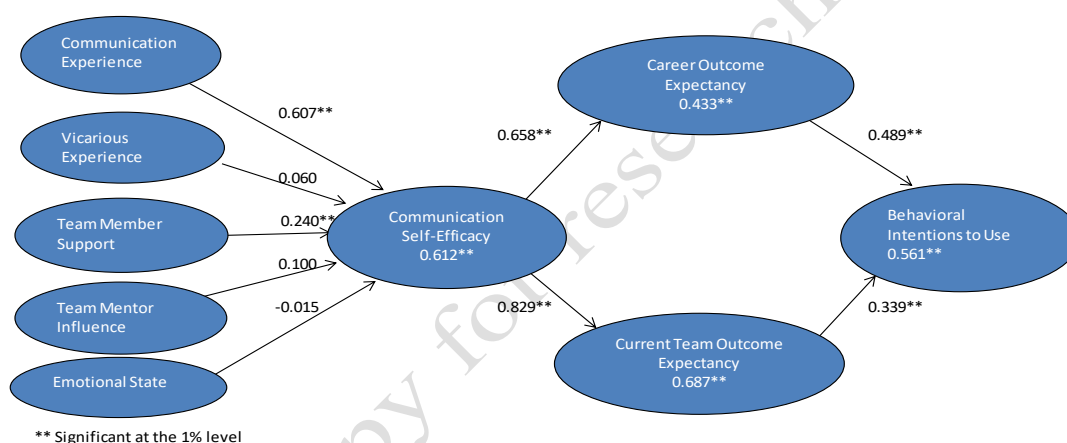 Communication
Experience
0.607**
Vicarious
Experience
0.060
Team Member
Support
0.240**
Team Mentor
Influence
0.100
Emotional State
-0.015
Communication
Self-Efficacy
0.612**
0.658**
0.829**
Career Outcome
Expectancy
0.433**
Current Team Outcome
Expectancy
0.687**
0.489**
0.339**
Behavioral
Intentions to Use
0.561**
** Significant at the 1% level
py for resea